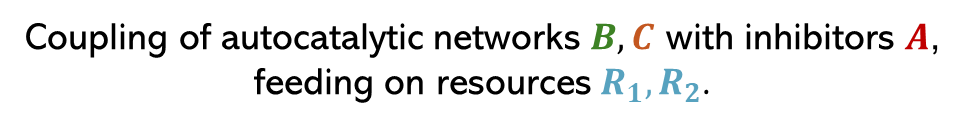 Coupling of autocatalytic networks B, C with inhibitors A,
feeding on resources R₁, R₂.